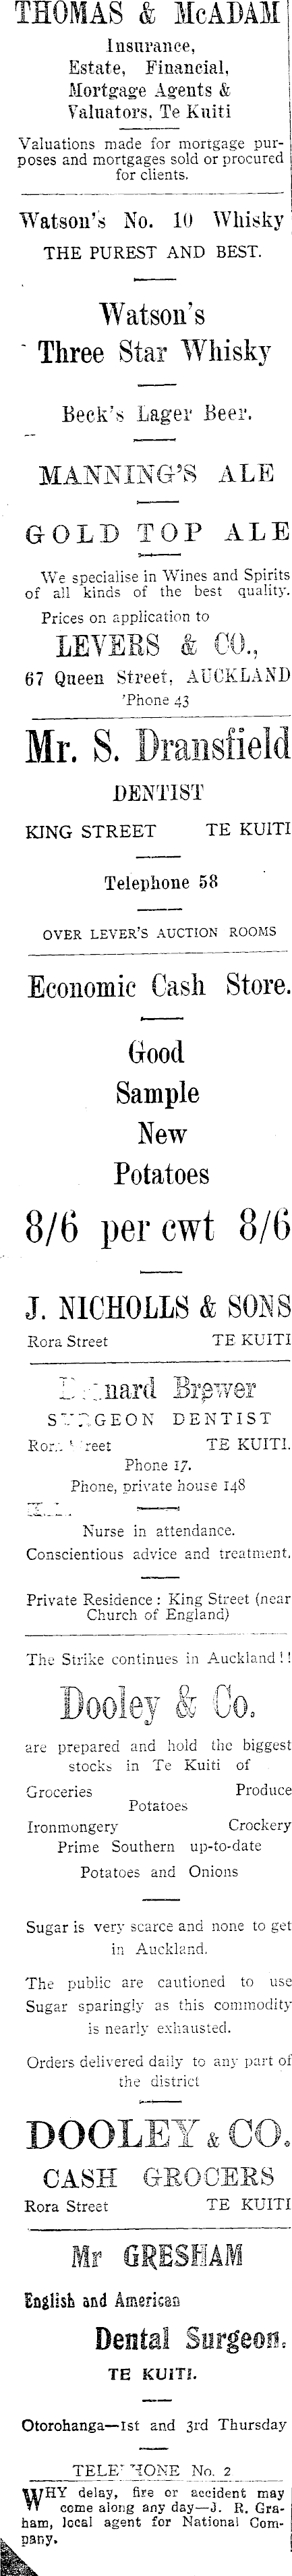 THOMAS & McADAM
Insurance,
Estate, Financial,
Mortgage Agents &
Valuators, Te Kuiti
Valuations made for mortgage pur-
poses and mortgages sold or procured
for clients.
Watson's No. 10 Whisky
THE PUREST AND BEST.
Watson's
Three Star Whisky
Beck's Lager Beer.
MANNING'S ALE
GOLD TOP ALE
We specialise in Wines and Spirits
of all kinds of the best quality.
Prices on application to
LEVERS & CO.,
67 Queen Street, AUCKLAND
'Phone 43
Mr. S. Dransfield
DENTIST
KING STREET TE KUITI
Telephone 58
OVER LEVER'S AUCTION ROOMS
Economic Cash Store.
Good
Sample
New
Potatoes
8/6 per cwt 8/6
J. NICHOLLS & SONS
Rora Street TE KUITI
Brewer
SURGEON DENTIST
Rora Street TE KUITI.
Phone 17.
Phone, private house 148
Nurse in attendance.
Conscientious advice and treatment.
Private Residence: King Street (near
Church of England)
The Strike continues in Auckland!!
Dooley & Co.
are prepared and hold the biggest
stocks in Te Kuiti of
Groceries Produce
Potatoes
Ironmongery Crockery
Prime Southern up-to-date
Potatoes and Onions
Sugar is very scarce and none to get
in Auckland.
The public are cautioned to use
Sugar sparingly as this commodity
is nearly exhausted.
Orders delivered daily to any part of
the district
DOOLEY & CO.
CASH GROCERS
Rora Street TE KUITI
Mr GRESHAM
English and American
Dental Surgeon.
TE KUITI.
Otorohanga—1st and 3rd Thursday
TELEPHONE No. 2
WHY delay, fire or accident may
come along any day—J. R. Gra-
ham, local agent for National Com-
pany.